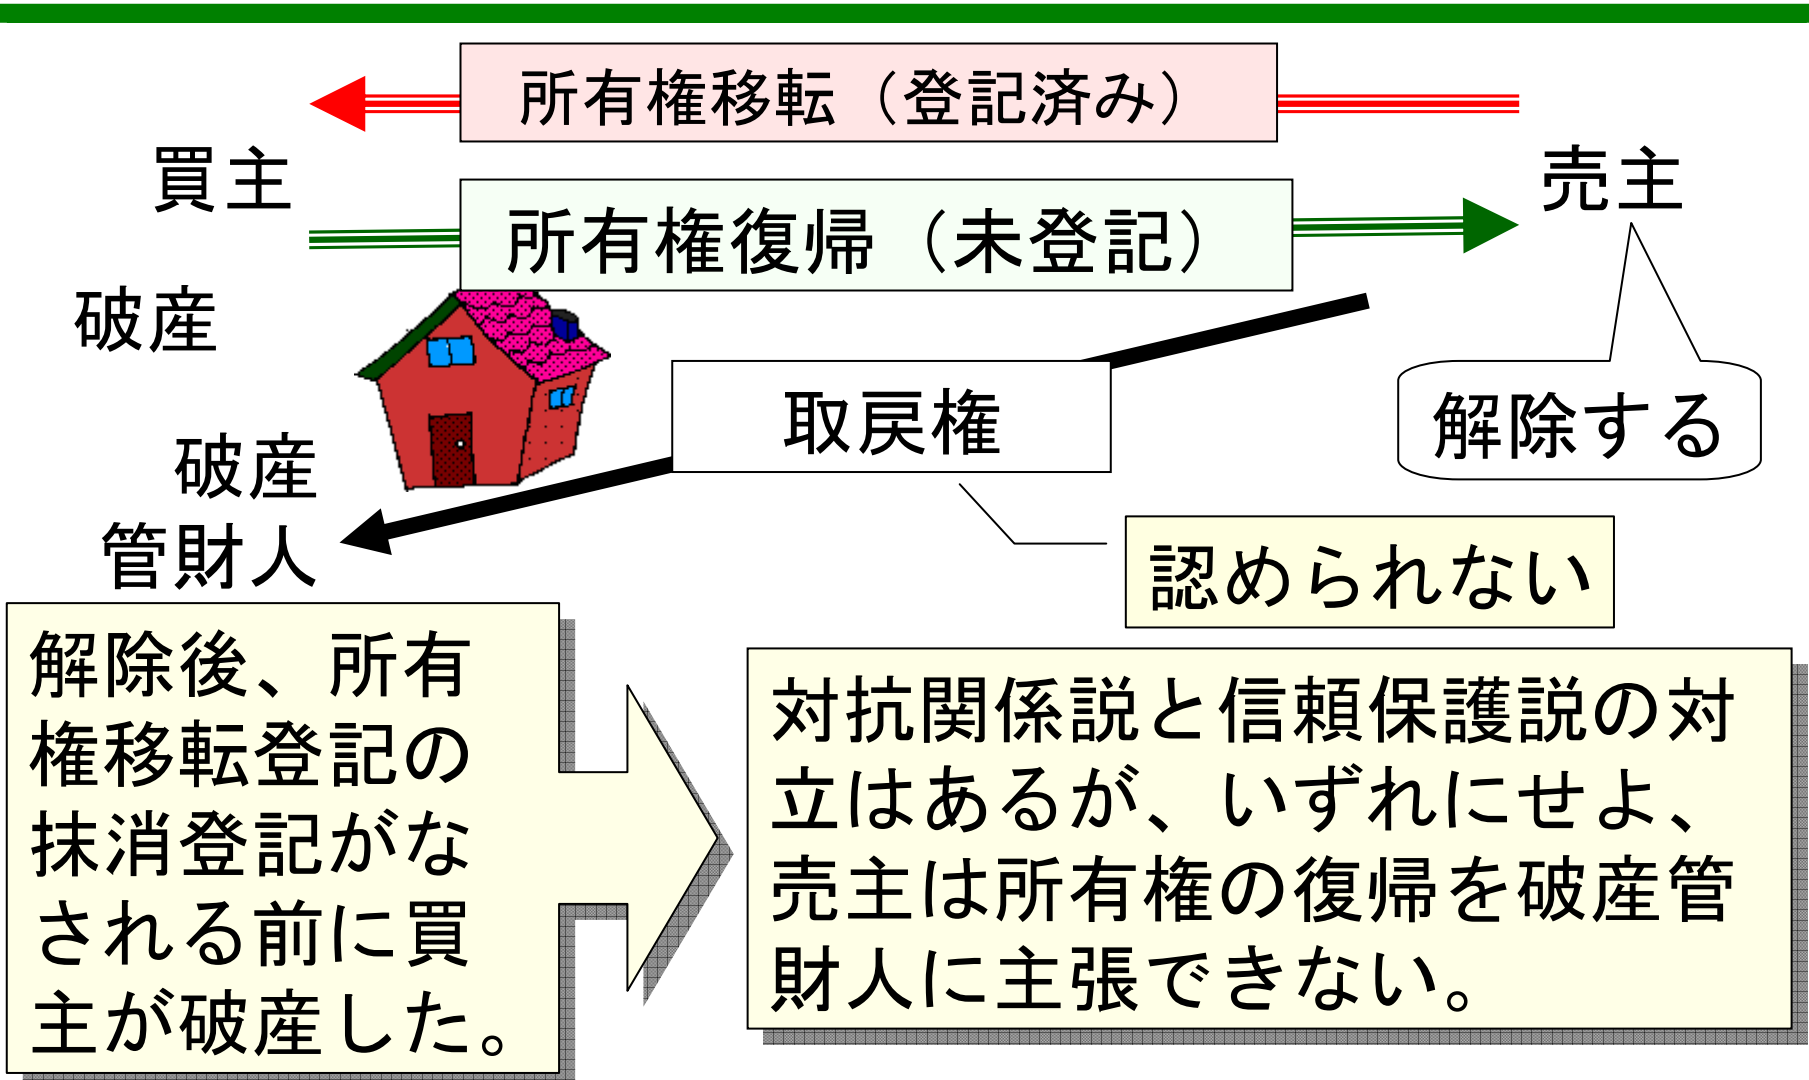 所有権移転（登記済み）
買主
売主
所有権復帰（未登記）
破産
取戻権
解除する
破産
管財人
認められない
解除後、所有
権移転登記の
抹消登記がな
される前に買
主が破産した。
対抗関係説と信頼保護説の対
立はあるが、いずれにせよ、
売主は所有権の復帰を破産管
財人に主張できない。